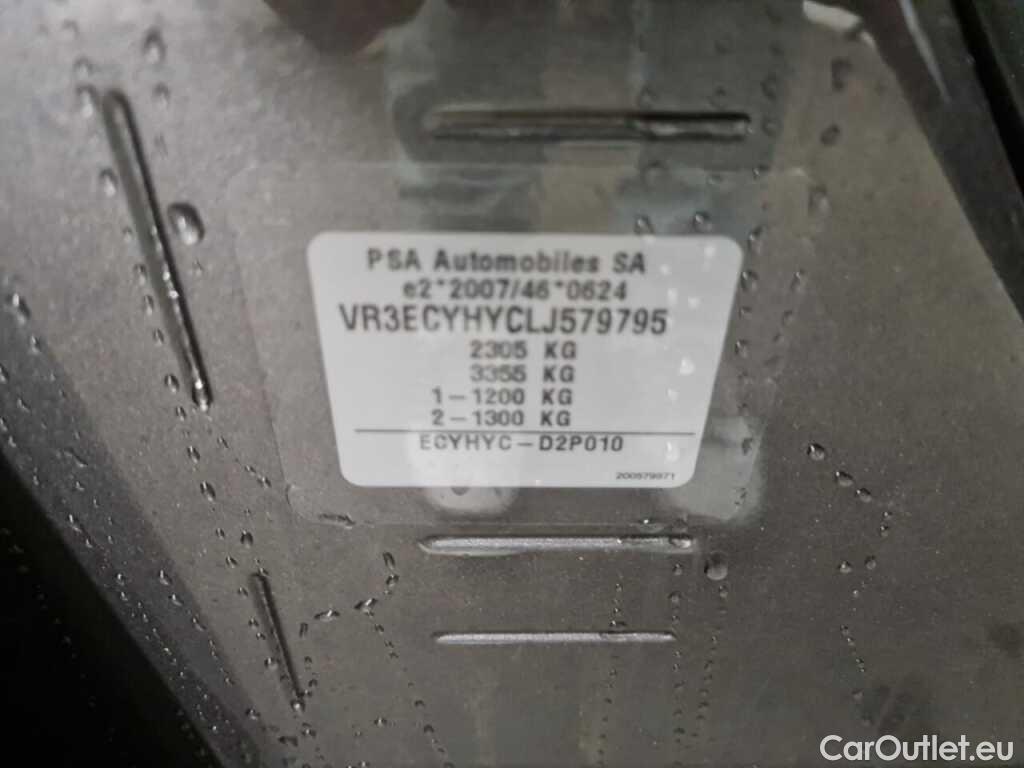 PSA Automobiles SA
e2*2007/46*0624
VR3ECYHYCLJ579795
2305 KG
3355 KG
1-1200 KG
2-1300 KG
ECYHYC-D2P010
200579571
CarOutlet.eu